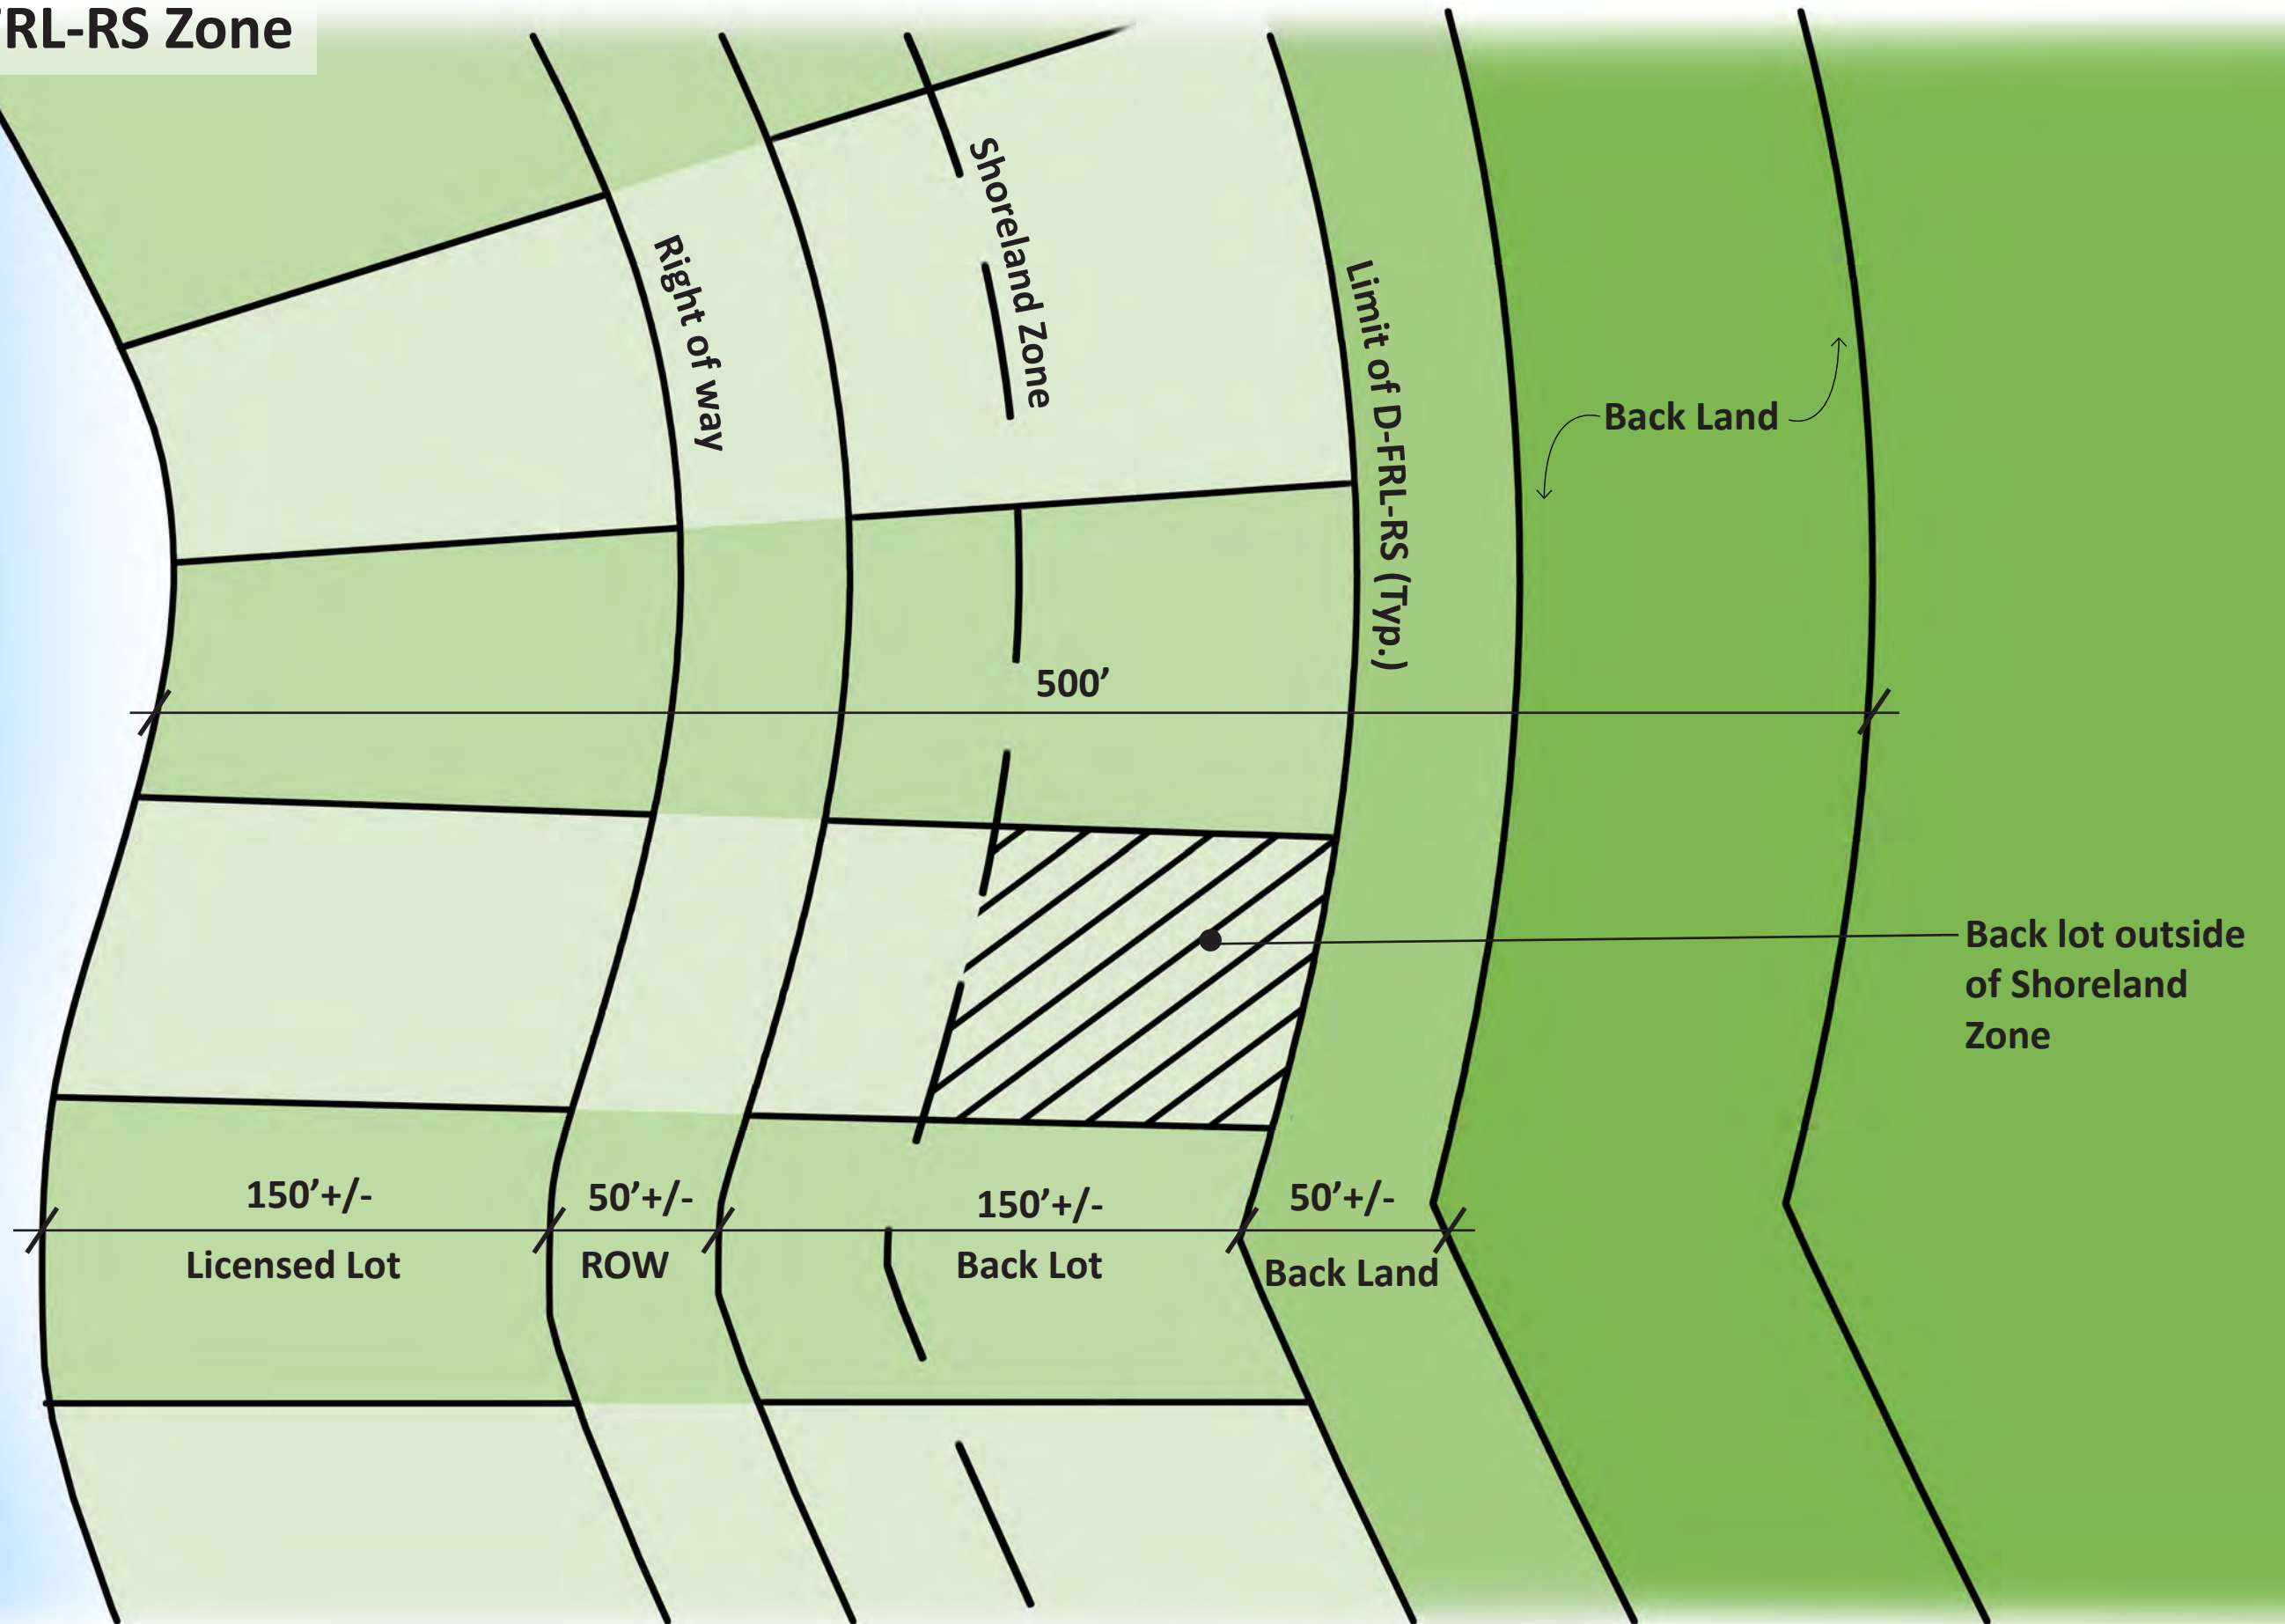 RL-RS Zone
Shoreland Zone
Right of way
Limit of D-FRL-RS (Typ.)
Back Land
500’
Back lot outside
of Shoreland
Zone
150’+/-
50’+/-
150’+/-
50’+/-
Licensed Lot
ROW
Back Lot
Back Land